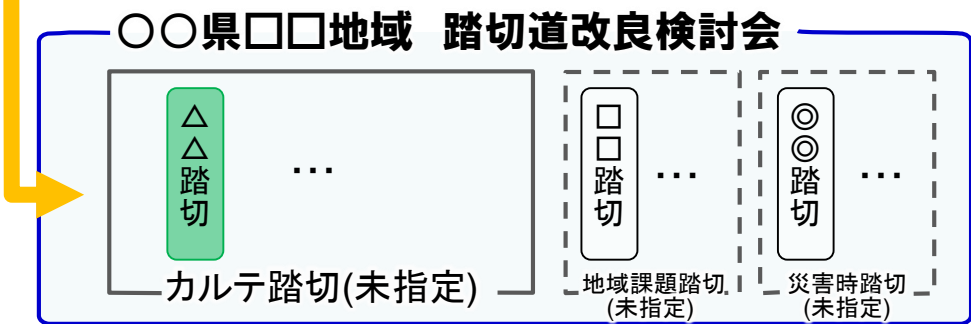 〇〇県□□地域 踏切道改良検討会
△△踏切
…
カルテ踏切(未指定)
□□踏切
…
地域課題踏切
(未指定)
◎◎踏切
…
災害時踏切
(未指定)